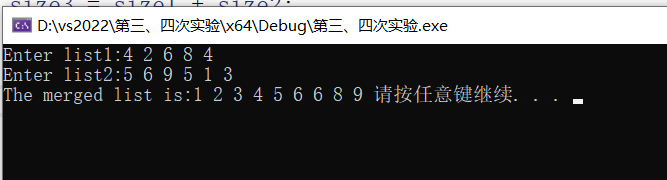 size3 = size1 + size2;
D:\vs2022\第三、四次实验\x64\Debug\第三、四次实验.exe
Enter list1:4 2 6 8 4
Enter list2:5 6 9 5 1 3
The merged list is:1 2 3 4 5 6 6 8 9 请按任意键继续. . .